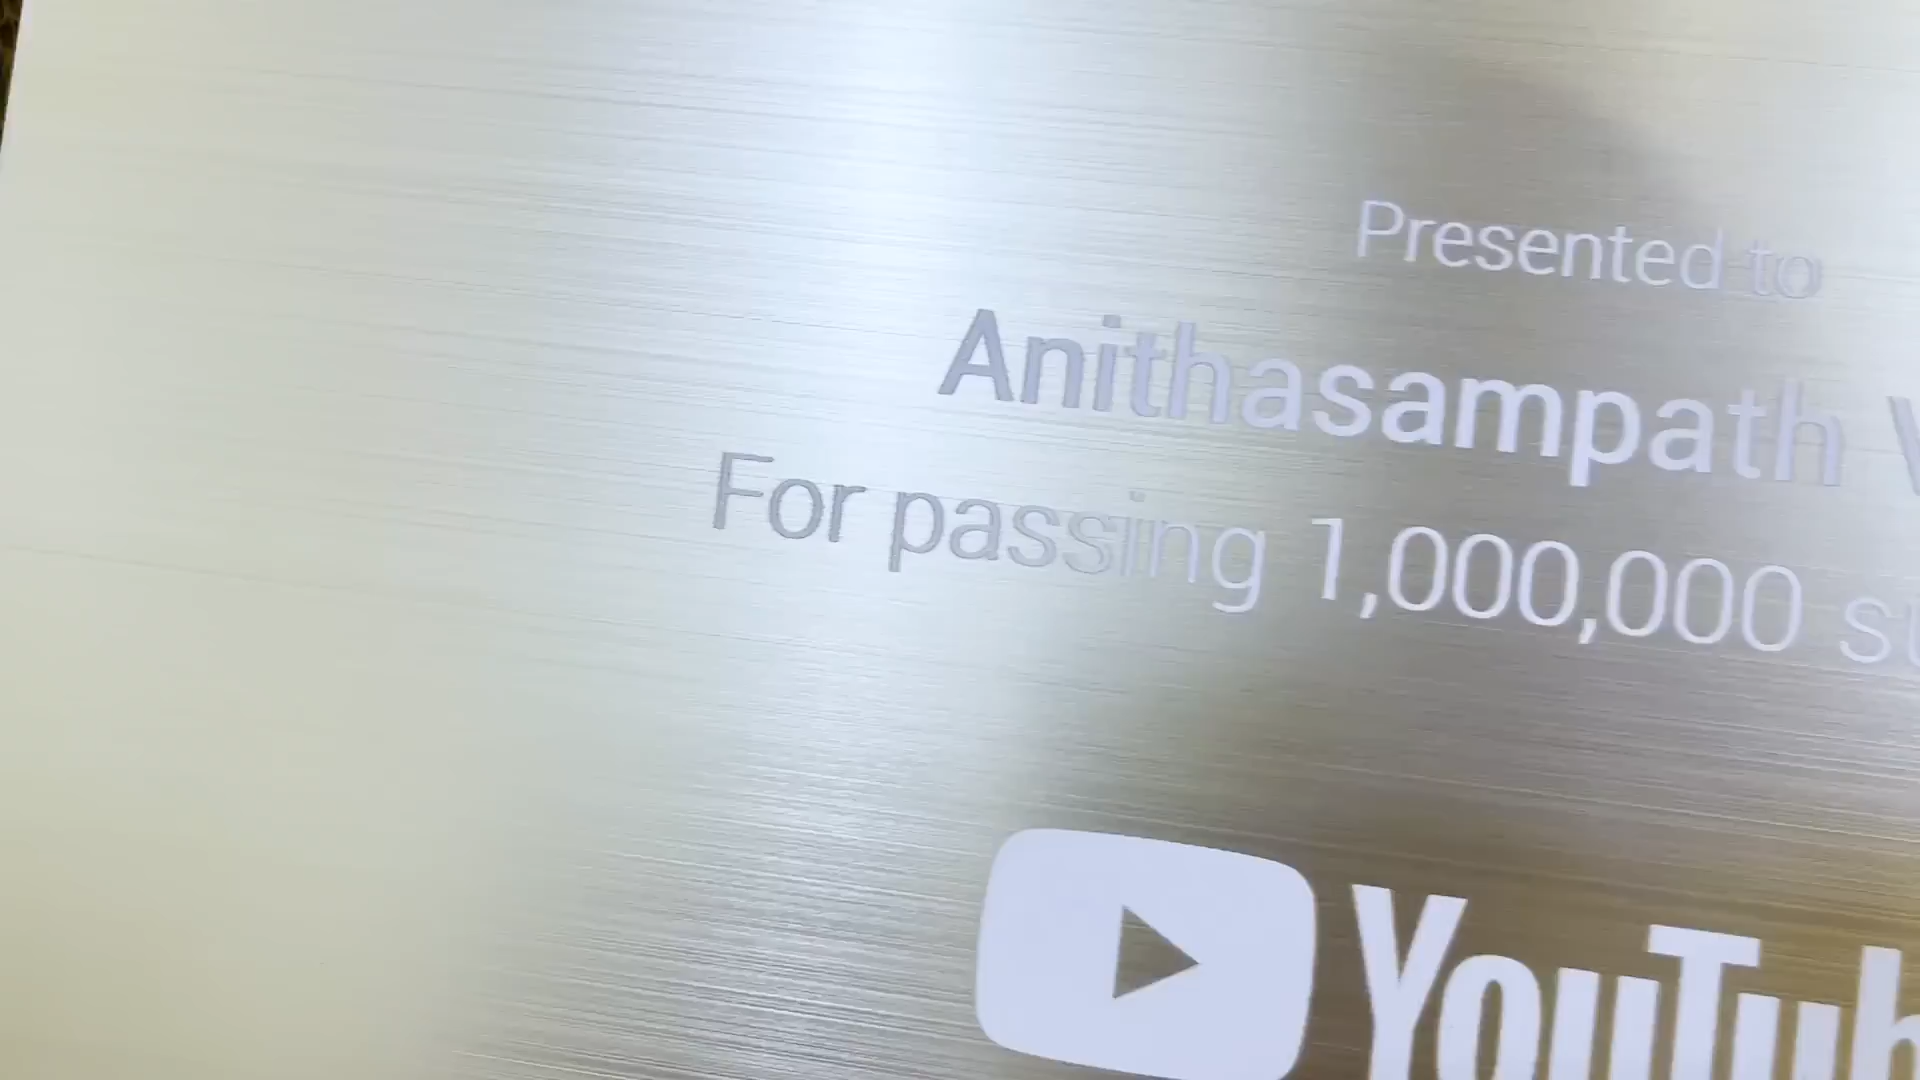 Presented to
Anithasampath
For passing 1,000,000
YouTub